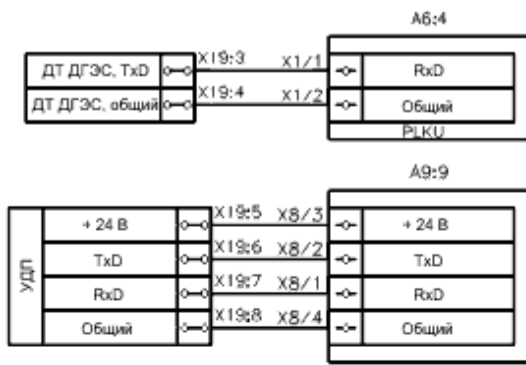 A6:4
ДТ ДГЭС, TxD X19:3 X1/1 RxD
ДТ ДГЭС, общий X19:4 X1/2 Общий
PLKU
A9:9
УДП
+ 24 В X19:5 X8/3 + 24 В
TxD X19:6 X8/2 TxD
RxD X19:7 X8/1 RxD
Общий X19:8 X8/4 Общий